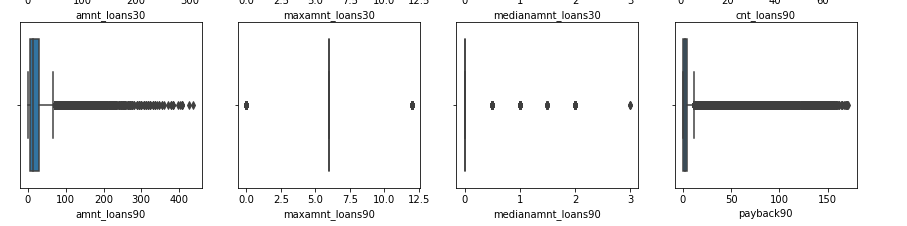 0 100 200 300 0.0 2.5 5.0 7.5 10.0 12.5 0 1 2 3 0 20 40 60
amnt_loans30 maxamnt_loans30 medianamnt_loans30 cnt_loans90
0 100 200 300 400 0.0 2.5 5.0 7.5 10.0 12.5 0 1 2 3 0 50 100 150
amnt_loans90 maxamnt_loans90 medianamnt_loans90 payback90